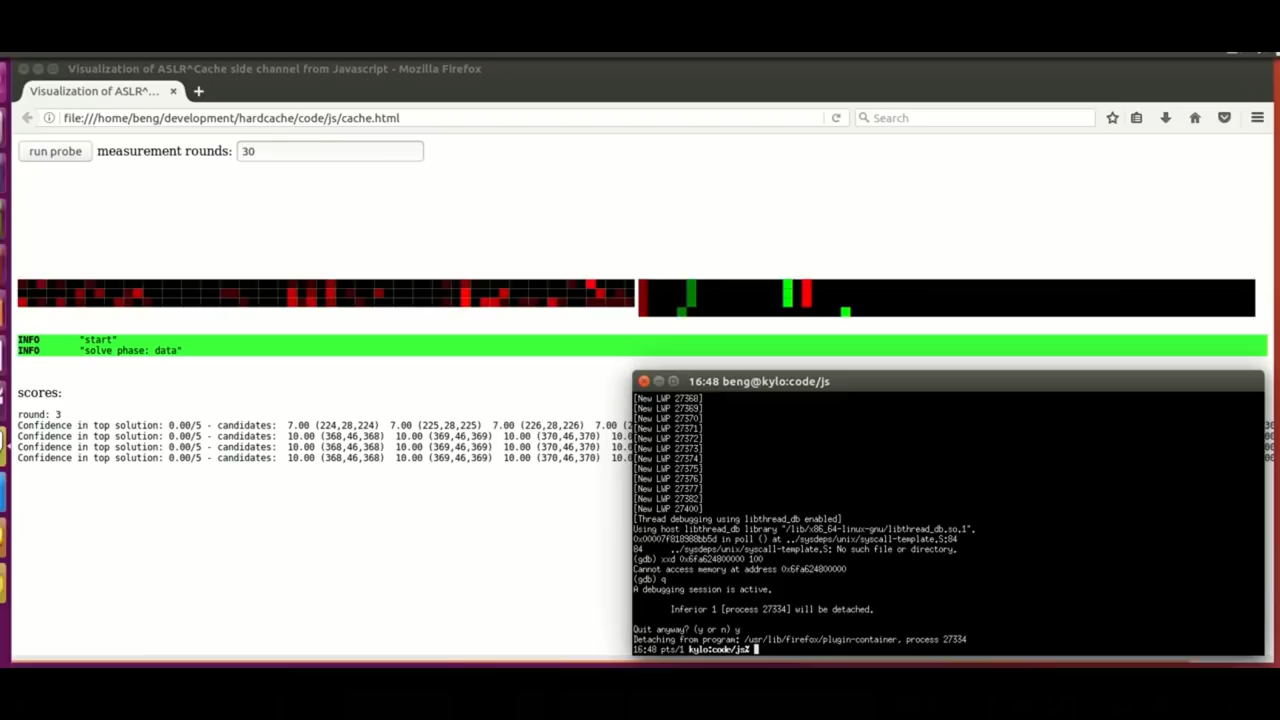 Visualization of ASLR^Cache side channel from Javascript - Mozilla Firefox
Visualization of ASLR^... × +
file:///home/beng/development/hardcache/code/js/cache.html
Search
run probe measurement rounds: 30
INFO "start"
INFO "solve phase: data"
scores:
round: 3
Confidence in top solution: 0.00/5 - candidates: 7.00 (224,28,224) 7.00 (225,28,225) 7.00 (226,28,226) 7.00 (2
Confidence in top solution: 0.00/5 - candidates: 10.00 (368,46,368) 10.00 (369,46,369) 10.00 (370,46,370) 10.0
Confidence in top solution: 0.00/5 - candidates: 10.00 (368,46,368) 10.00 (369,46,369) 10.00 (370,46,370) 10.0
Confidence in top solution: 0.00/5 - candidates: 10.00 (368,46,368) 10.00 (369,46,369) 10.00 (370,46,370) 10.0
16:48 beng@kylo:code/js
[New LWP 27368]
[New LWP 27369]
[New LWP 27370]
[New LWP 27371]
[New LWP 27372]
[New LWP 27373]
[New LWP 27374]
[New LWP 27375]
[New LWP 27376]
[New LWP 27377]
[New LWP 27382]
[New LWP 27400]
[Thread debugging using libthread_db enabled]
Using host libthread_db library "/lib/x86_64-linux-gnu/libthread_db.so.1".
0x00007f818988bb5d in poll () at ../sysdeps/unix/syscall-template.S:84
84 ../sysdeps/unix/syscall-template.S: No such file or directory.
(gdb) xxd 0x6fa624800000 100
Cannot access memory at address 0x6fa624800000
(gdb) q
A debugging session is active.
Inferior 1 [process 27334] will be detached.
Quit anyway? (y or n) y
Detaching from program: /usr/lib/firefox/plugin-container, process 27334
16:48 pts/1 kylo:code/js%